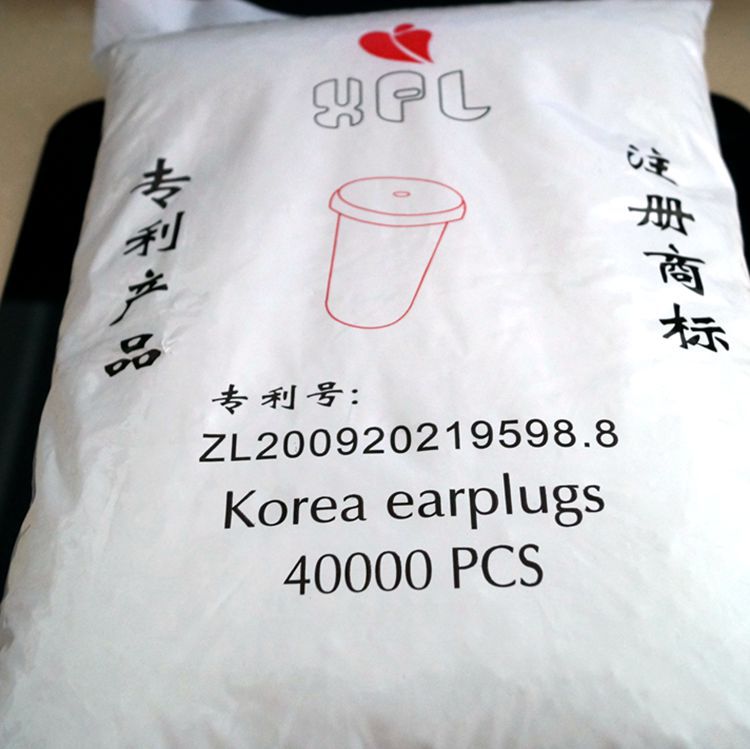 XFL
专利产品
注册商标
专利号:
ZL200920219598.8
Korea earplugs
40000 PCS